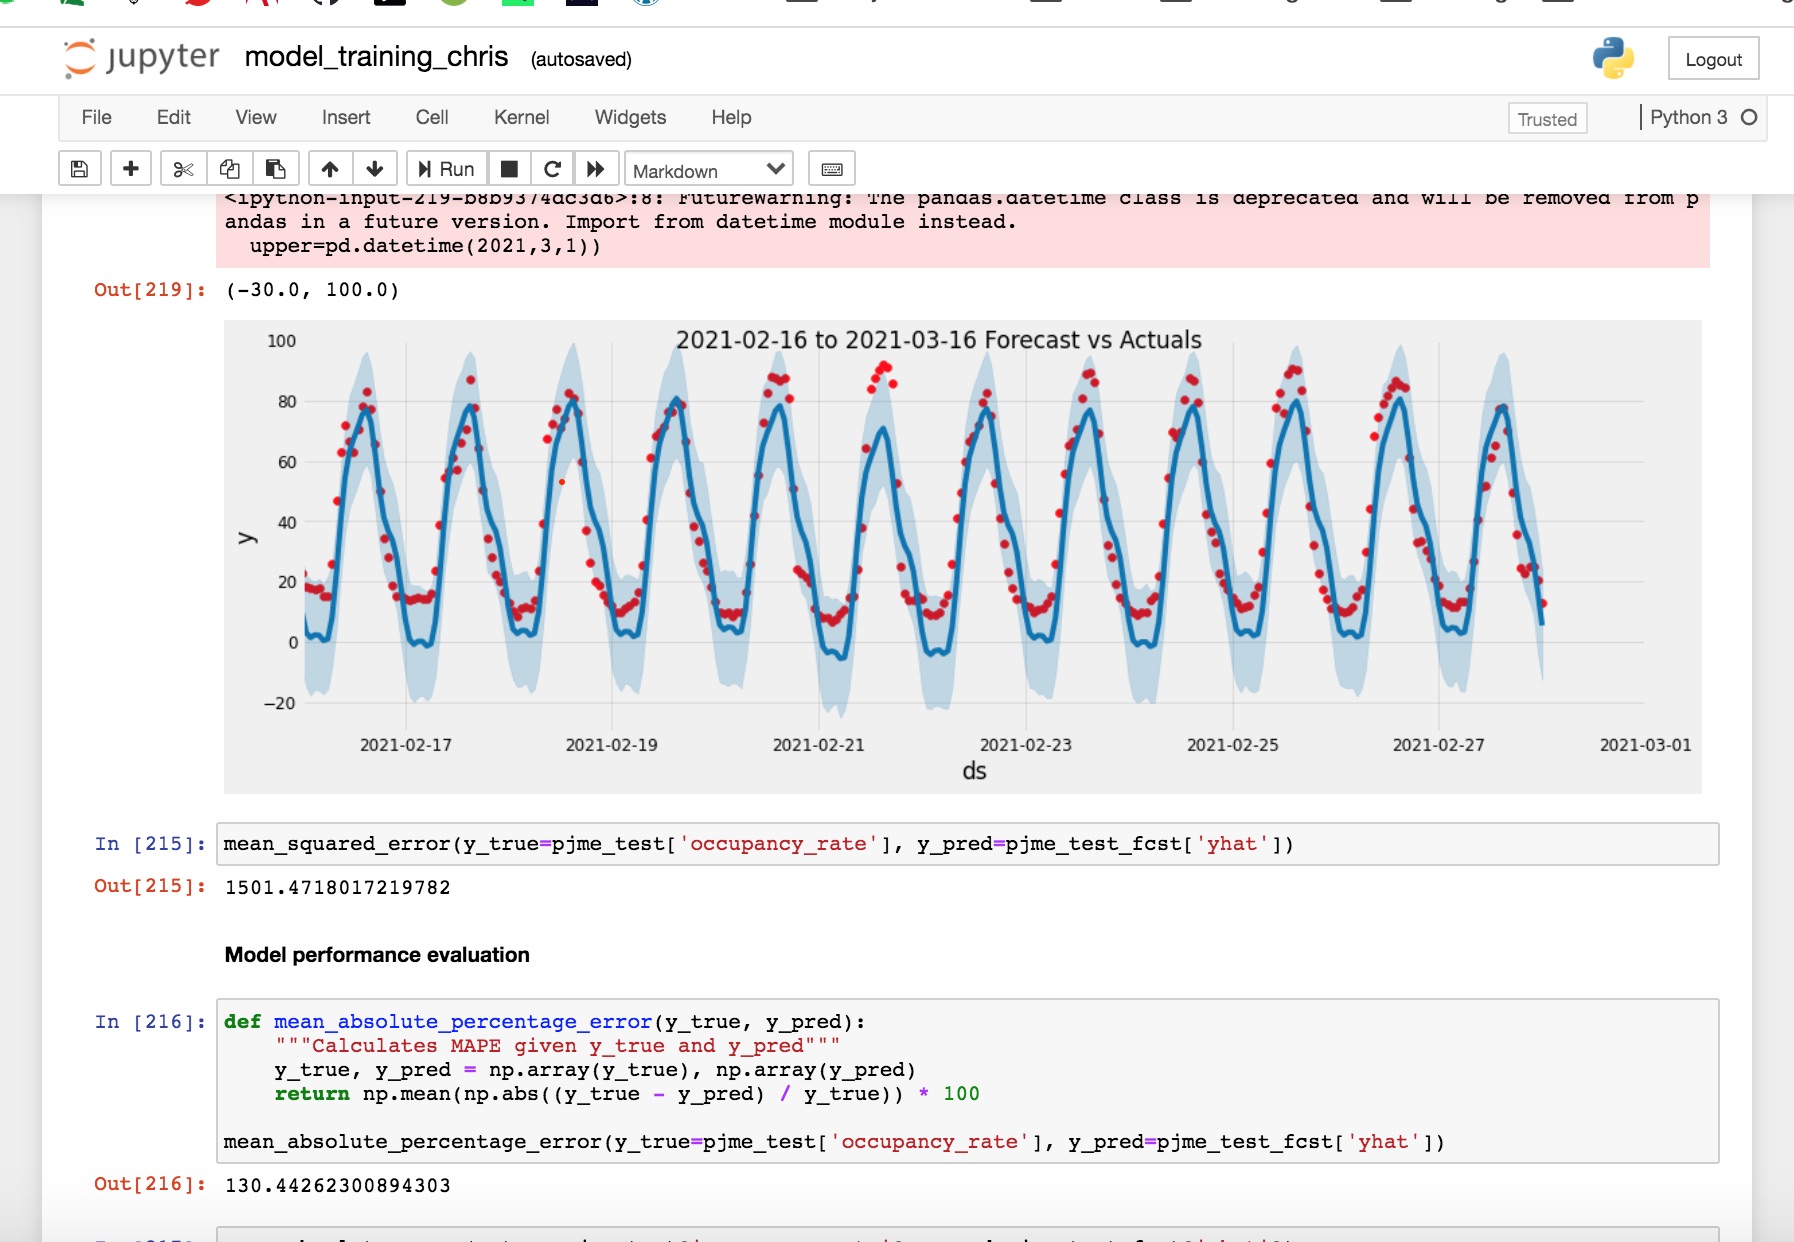 jupyter model_training_chris (autosaved)
Logout
File Edit View Insert Cell Kernel Widgets Help
Trusted
Python 3
Run
Markdown
<ipython-input-219-b8b9374dc3d6>:8: FutureWarning: The pandas.datetime class is deprecated and will be removed from p
andas in a future version. Import from datetime module instead.
upper=pd.datetime(2021,3,1))
Out[219]: (-30.0, 100.0)
2021-02-16 to 2021-03-16 Forecast vs Actuals
100
80
60
40
20
0
−20
y
2021-02-17 2021-02-19 2021-02-21 2021-02-23 2021-02-25 2021-02-27 2021-03-01
ds
In [215]: mean_squared_error(y_true=pjme_test['occupancy_rate'], y_pred=pjme_test_fcst['yhat'])
Out[215]: 1501.4718017219782
Model performance evaluation
In [216]: def mean_absolute_percentage_error(y_true, y_pred):
"""Calculates MAPE given y_true and y_pred"""
y_true, y_pred = np.array(y_true), np.array(y_pred)
return np.mean(np.abs((y_true - y_pred) / y_true)) * 100
mean_absolute_percentage_error(y_true=pjme_test['occupancy_rate'], y_pred=pjme_test_fcst['yhat'])
Out[216]: 130.44262300894303